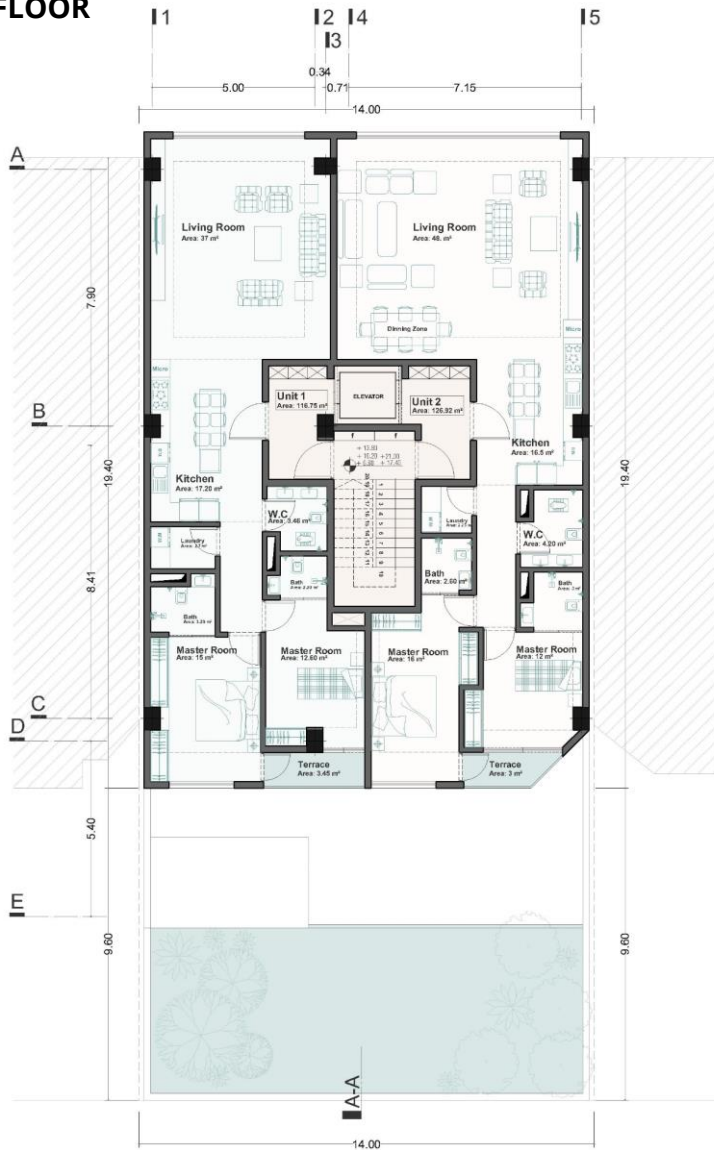 FLOOR
1
2
4
5
3
0.34
5.00
0.71
7.15
14.00
A
Living Room
Area: 37 m²
Living Room
Area: 48. m²
7.90
Dinning Zone
Micro
Micro
Unit 1
Area: 116.75 m²
ELEVATOR
Unit 2
Area: 126.92 m²
B
Kitchen
Area: 16.5 m²
19.40
19.40
Kitchen
Area: 17.20 m²
W.C
Area: 3.46 m²
Laundry
W.C
Area: 4.20 m²
Laundry
8.41
Bath
Bath
Area: 2.60 m²
Bath
Bath
Master Room
Area: 15 m²
Master Room
Area: 12.60 m²
Master Room
Area: 16 m²
Master Room
Area: 12 m²
C
D
Terrace
Area: 3.45 m²
Terrace
Area: 3 m²
5.40
E
9.60
9.60
A-A
14.00